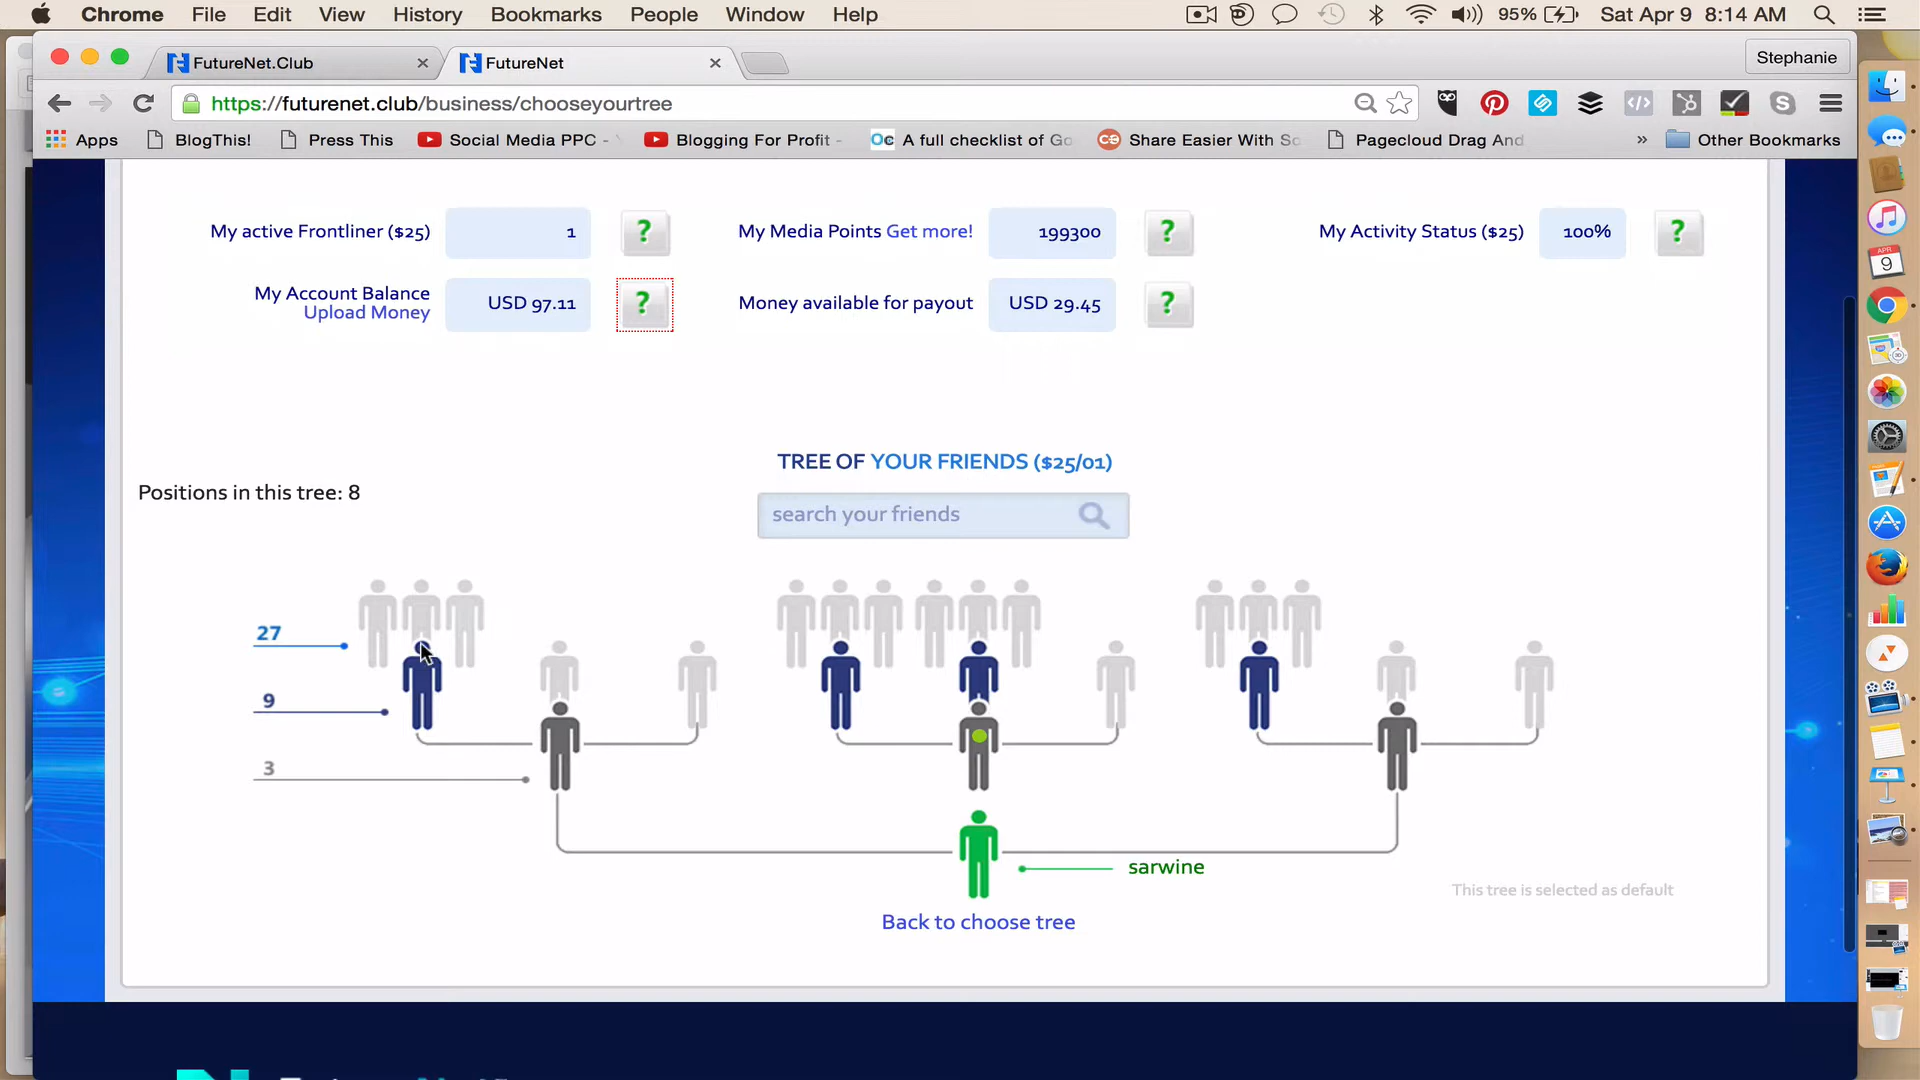 Chrome File Edit View History Bookmarks People Window Help 95% Sat Apr 9 8:14 AM
FutureNet.Club FutureNet Stephanie
https://futurenet.club/business/chooseyourtree
Apps BlogThis! Press This Social Media PPC - Blogging For Profit - A full checklist of Go Share Easier With Sc Pagecloud Drag And » Other Bookmarks
My active Frontliner ($25) 1 ? My Media Points Get more! 199300 ? My Activity Status ($25) 100% ?
My Account Balance
Upload Money
USD 97.11 ? Money available for payout USD 29.45 ?
TREE OF YOUR FRIENDS ($25/01)
Positions in this tree: 8
search your friends
27
9
3
sarwine
This tree is selected as default
Back to choose tree